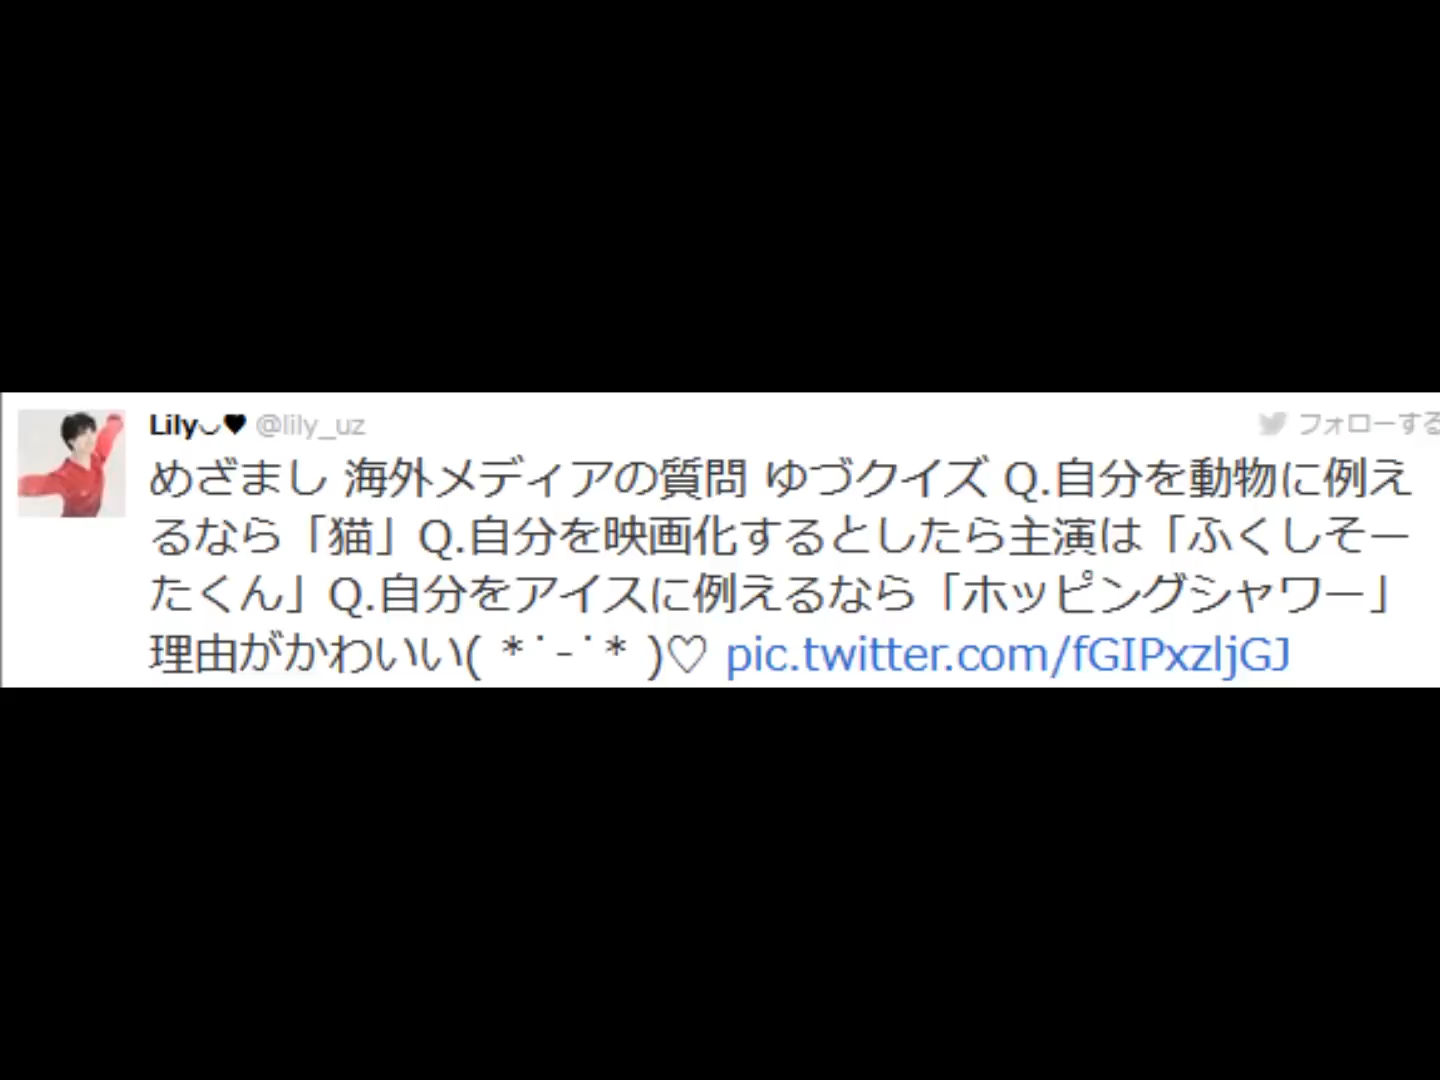 Lily◡♥ @lily_uz フォローする
めざまし 海外メディアの質問 ゆづクイズ Q.自分を動物に例え
るなら「猫」Q.自分を映画化するとしたら主演は「ふくしそー
たくん」Q.自分をアイスに例えるなら「ホッピングシャワー」
理由がかわいい( *˙-˙* )♡ pic.twitter.com/fGIPxzljGJ